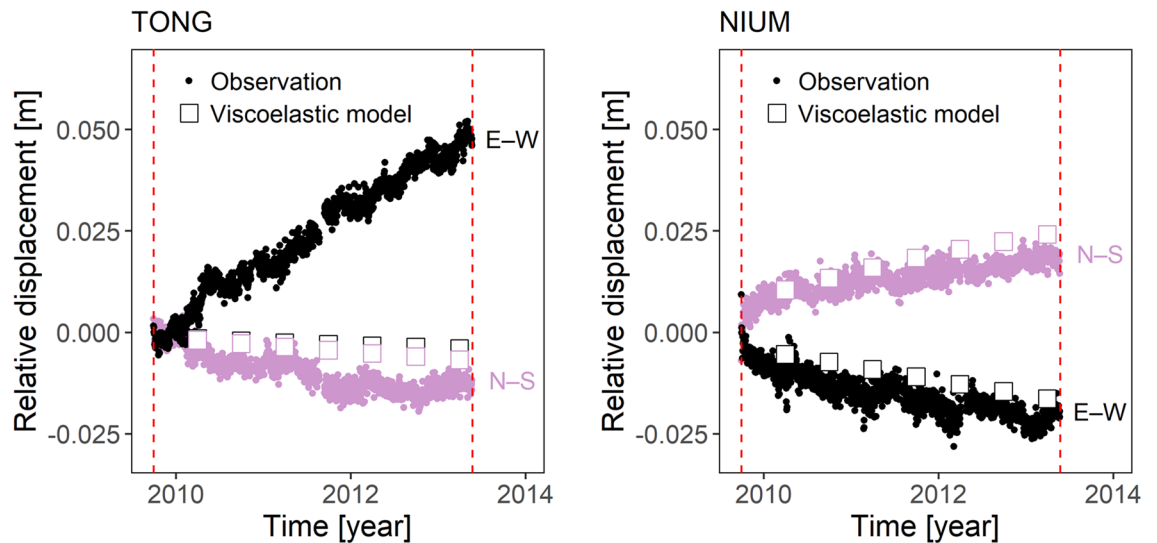 TONG
Relative displacement [m]
0.050
0.025
0.000
-0.025
Observation
Viscoelastic model
E–W
N–S
2010
2012
2014
Time [year]
NIUM
Relative displacement [m]
0.050
0.025
0.000
-0.025
Observation
Viscoelastic model
N–S
E–W
2010
2012
2014
Time [year]